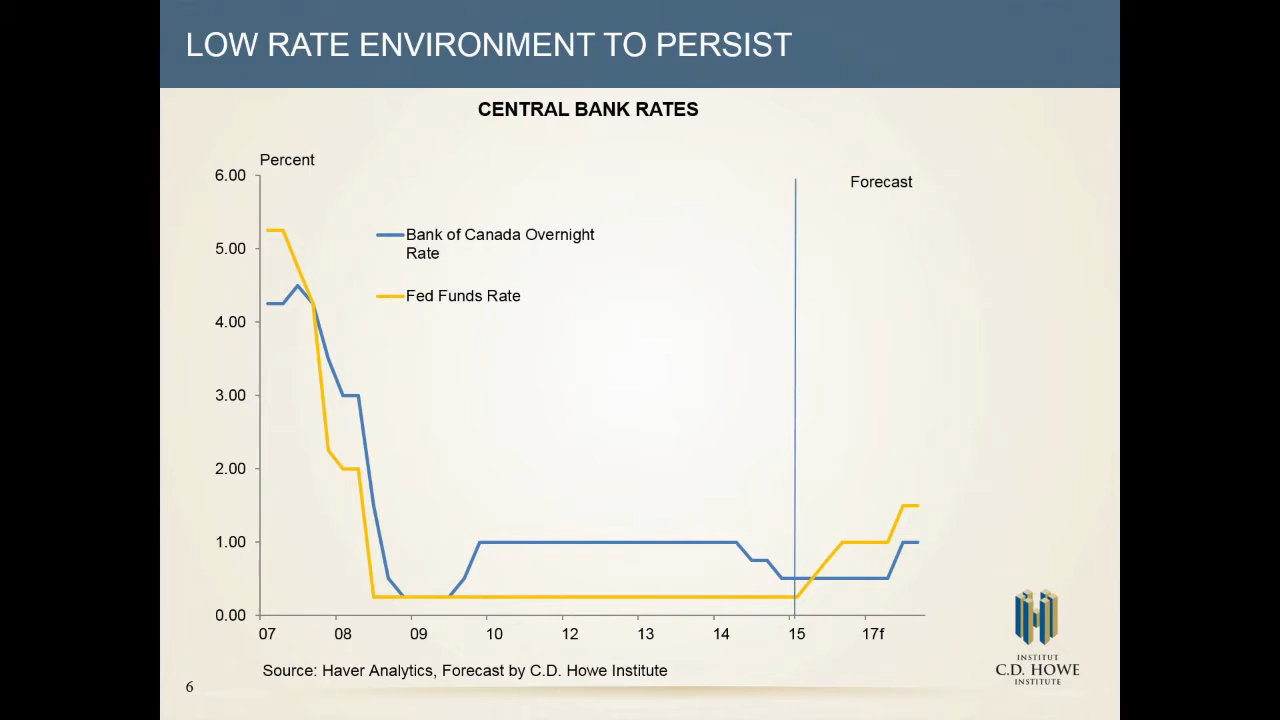 LOW RATE ENVIRONMENT TO PERSIST
CENTRAL BANK RATES
Percent
Forecast
6.00
5.00
4.00
3.00
2.00
1.00
0.00
Bank of Canada Overnight
Rate
Fed Funds Rate
07 08 09 10 12 13 14 15 17f
Source: Haver Analytics, Forecast by C.D. Howe Institute
6
INSTITUT
C.D. HOWE
INSTITUTE